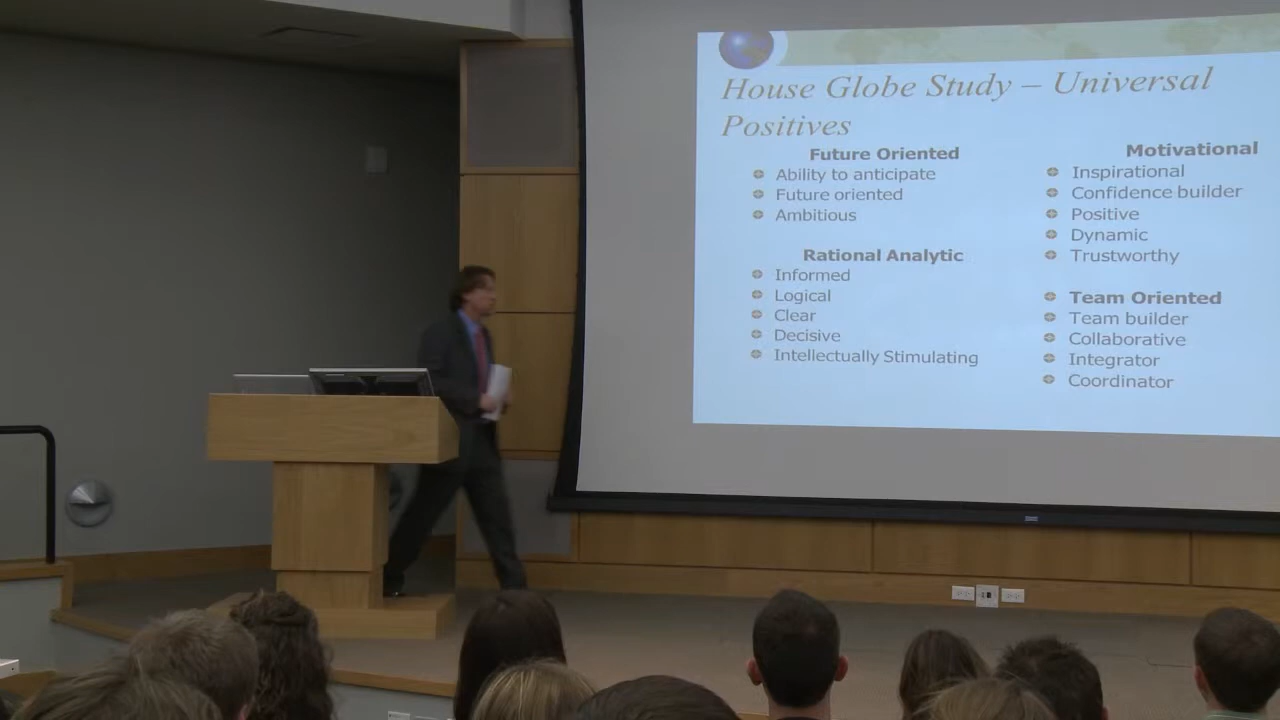 House Globe Study – Universal
Positives
Future Oriented
Ability to anticipate
Future oriented
Ambitious
Rational Analytic
Informed
Logical
Clear
Decisive
Intellectually Stimulating
Motivational
Inspirational
Confidence builder
Positive
Dynamic
Trustworthy
Team Oriented
Team builder
Collaborative
Integrator
Coordinator